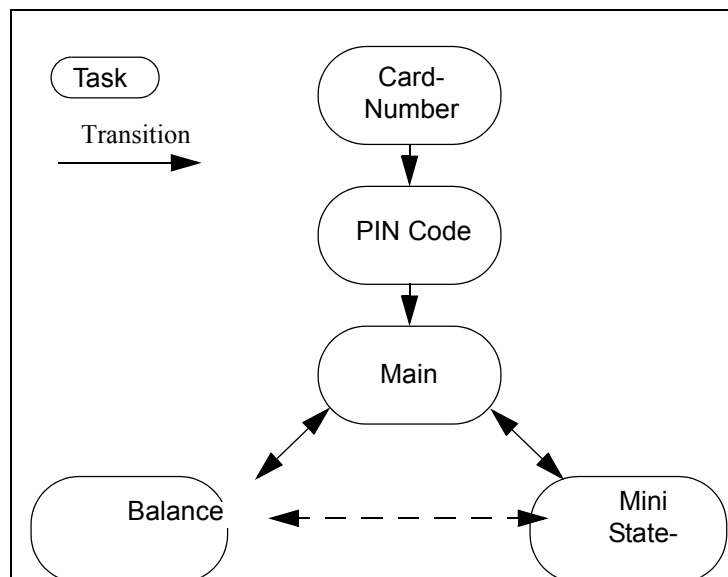 Task
Transition
Card-
Number
PIN Code
Main
Balance
Mini
State-